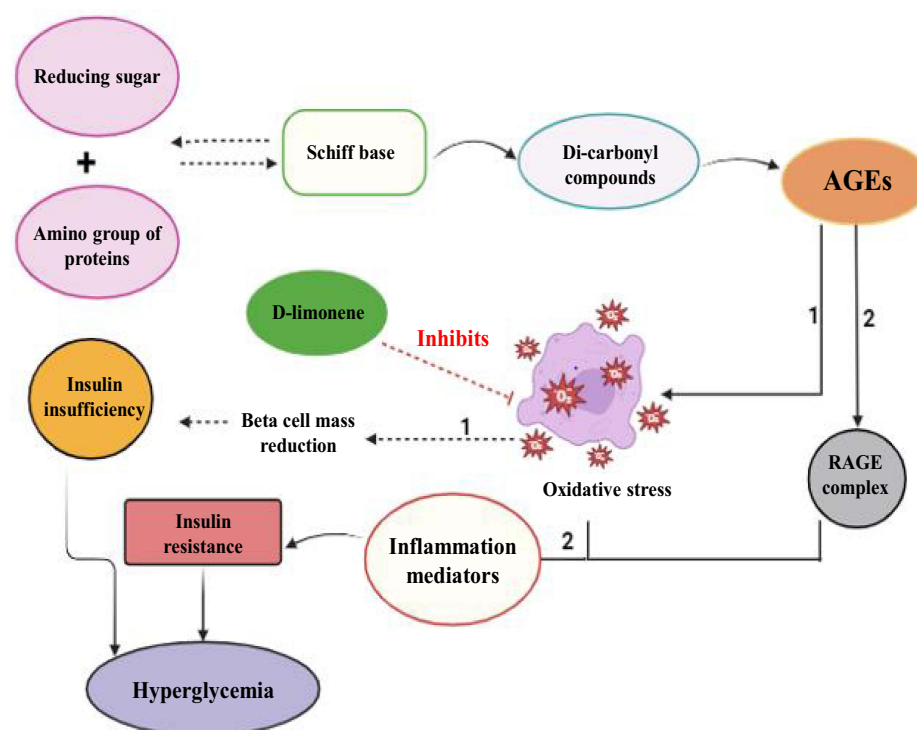 Reducing sugar
+
Amino group of
proteins
Schiff base
Di-carbonyl
compounds
AGEs
D-limonene
Inhibits
1
2
Insulin
insufficiency
Beta cell mass
reduction
1
Oxidative stress
RAGE
complex
Insulin
resistance
Inflammation
mediators
2
Hyperglycemia